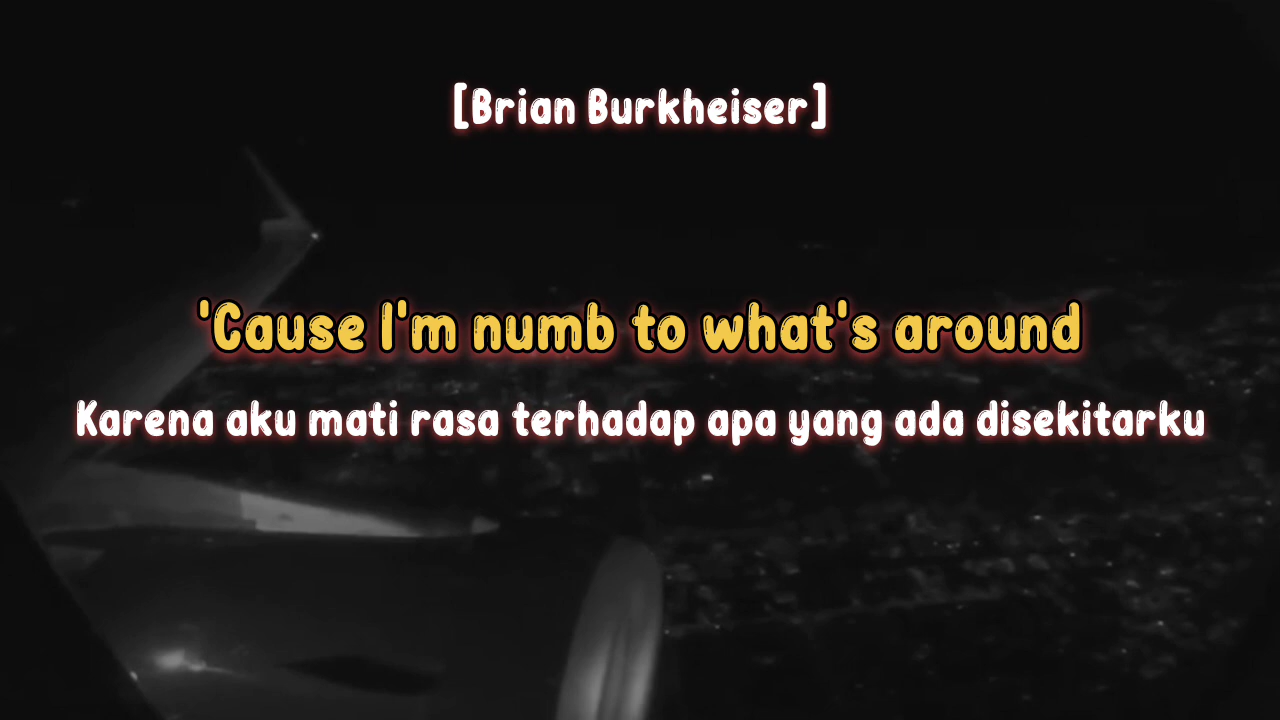 [Brian Burkheiser]
'Cause I'm numb to what's around
Karena aku mati rasa terhadap apa yang ada disekitarku